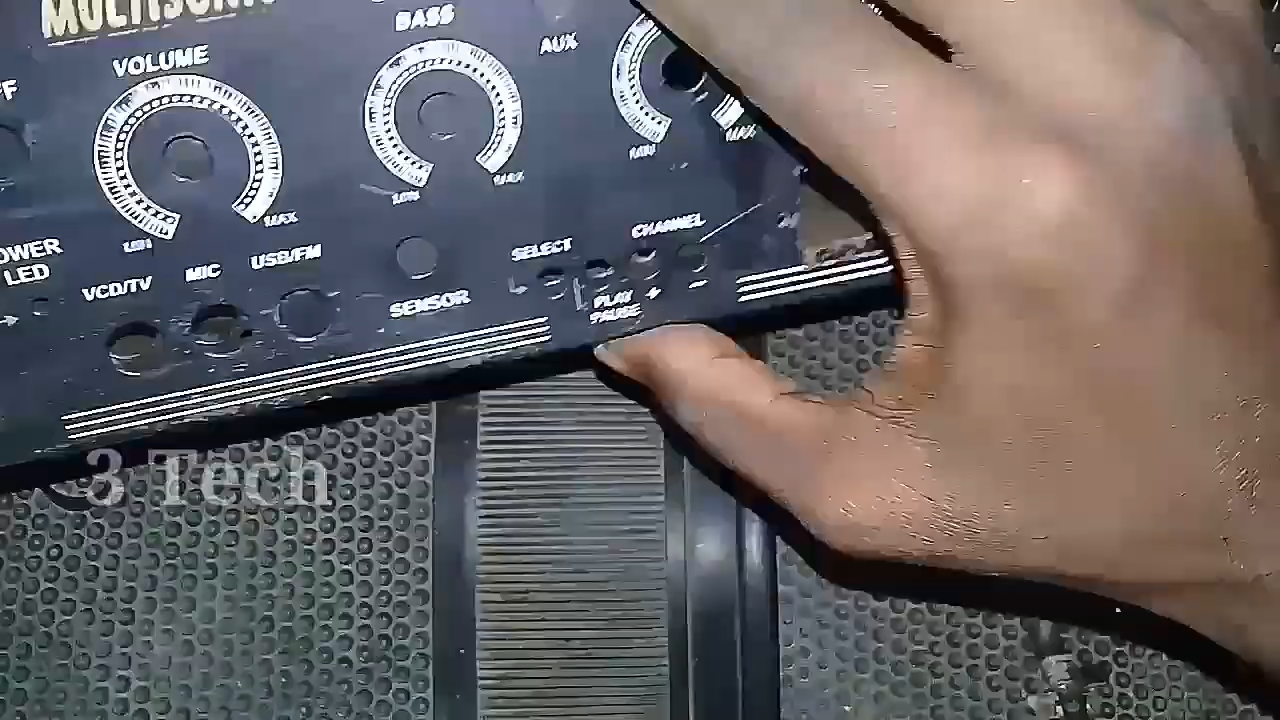 VOLUME
BASS
AUX
MIN
MAX
MIN
MAX
MIN
MAX
POWER
LED
VCD/TV
MIC
USB/FM
SENSOR
SELECT
CHANNEL
PLAY
PAUSE
+
-
3 Tech